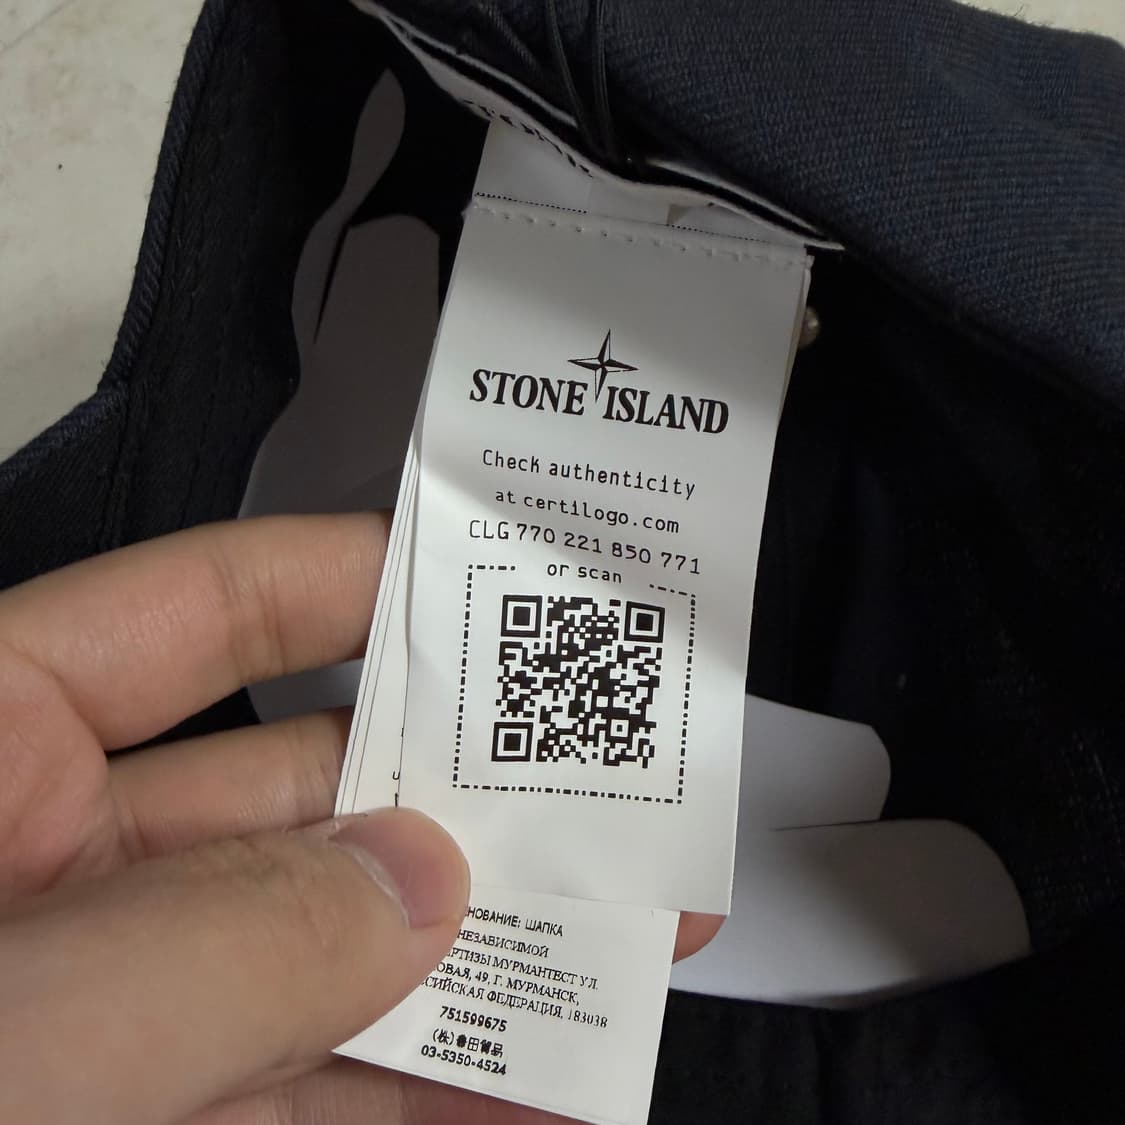 STONE ISLAND
Check authenticity
at certilogo.com
CLG 770 221 850 771
or scan
НОВАНИЕ: ШАПКА
НЕЗАВИСИМОЙ
РТИЗЫ МУРМАНТЕСТ УЛ.
ОВАЯ, 49, Г. МУРМАНСК,
СИЙСКАЯ ФЕДЕРАЦИЯ, 183038
751599675
(株)春田貿易
03-5350-4524